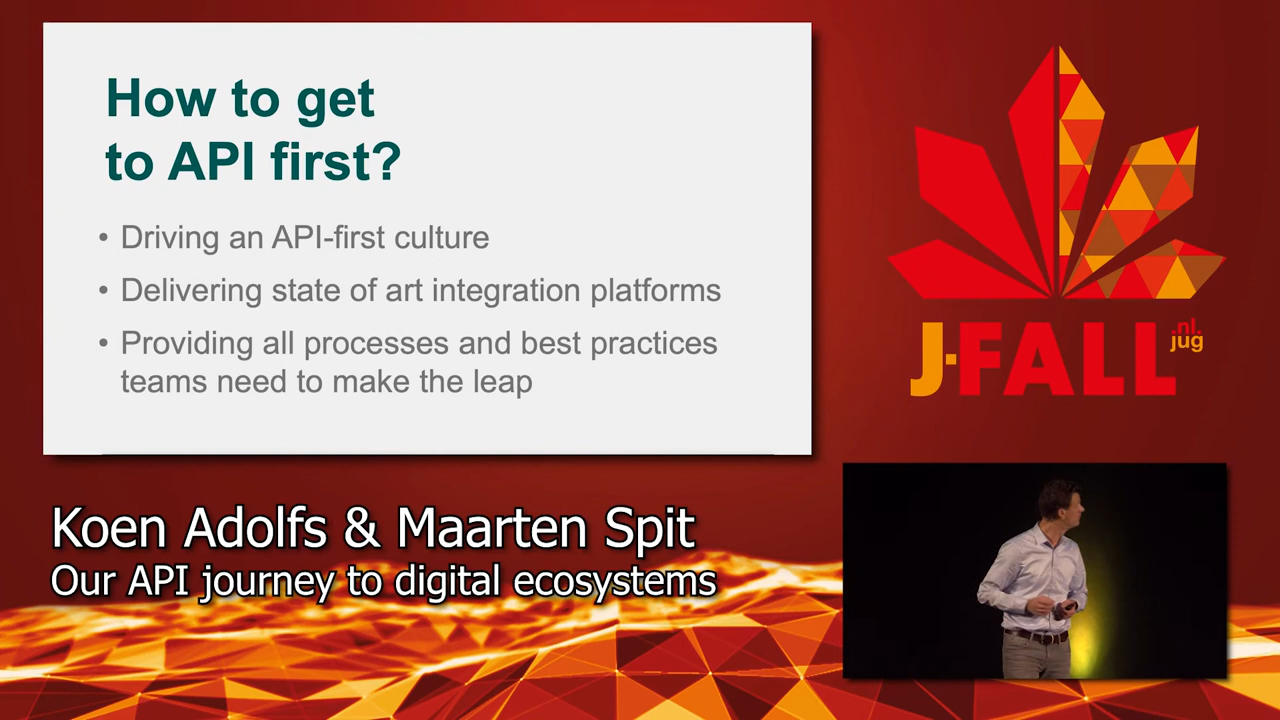 How to get
to API first?
• Driving an API-first culture
• Delivering state of art integration platforms
• Providing all processes and best practices
teams need to make the leap
J-FALL
nl.
jug
Koen Adolfs & Maarten Spit
Our API journey to digital ecosystems